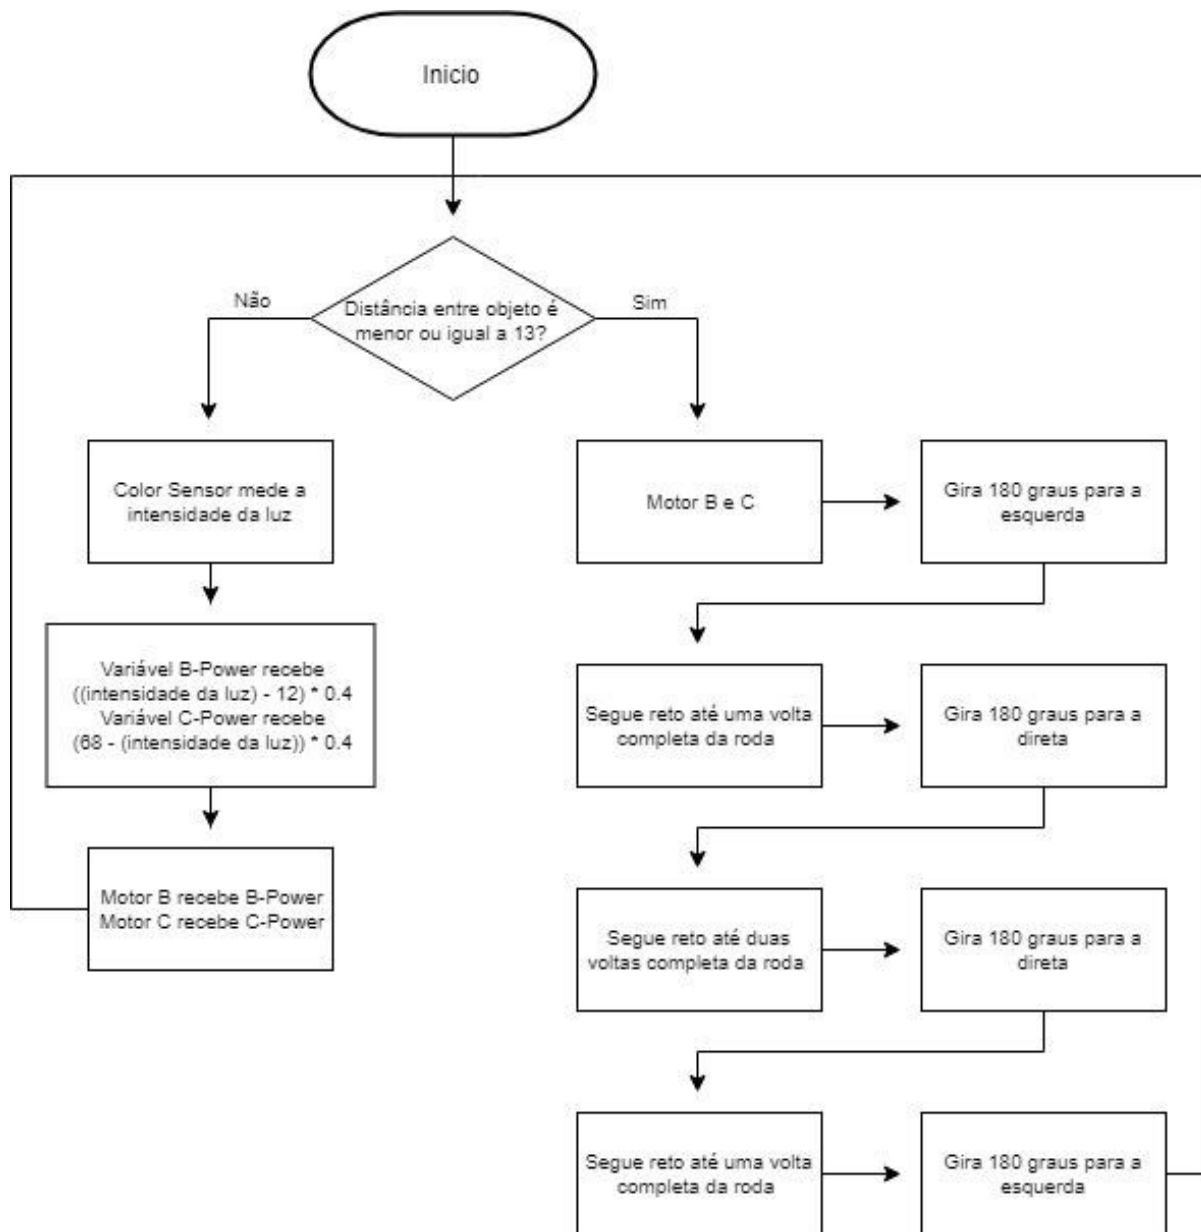 Inicio
Não
Sim
Distância entre objeto é
menor ou igual a 13?
Color Sensor mede a
intensidade da luz
Motor B e C
Gira 180 graus para a
esquerda
Variável B-Power recebe
((intensidade da luz) - 12) * 0.4
Variável C-Power recebe
(68 - (intensidade da luz)) * 0.4
Segue reto até uma volta
completa da roda
Gira 180 graus para a
direta
Motor B recebe B-Power
Motor C recebe C-Power
Segue reto até duas
voltas completa da roda
Gira 180 graus para a
direta
Segue reto até uma volta
completa da roda
Gira 180 graus para a
esquerda